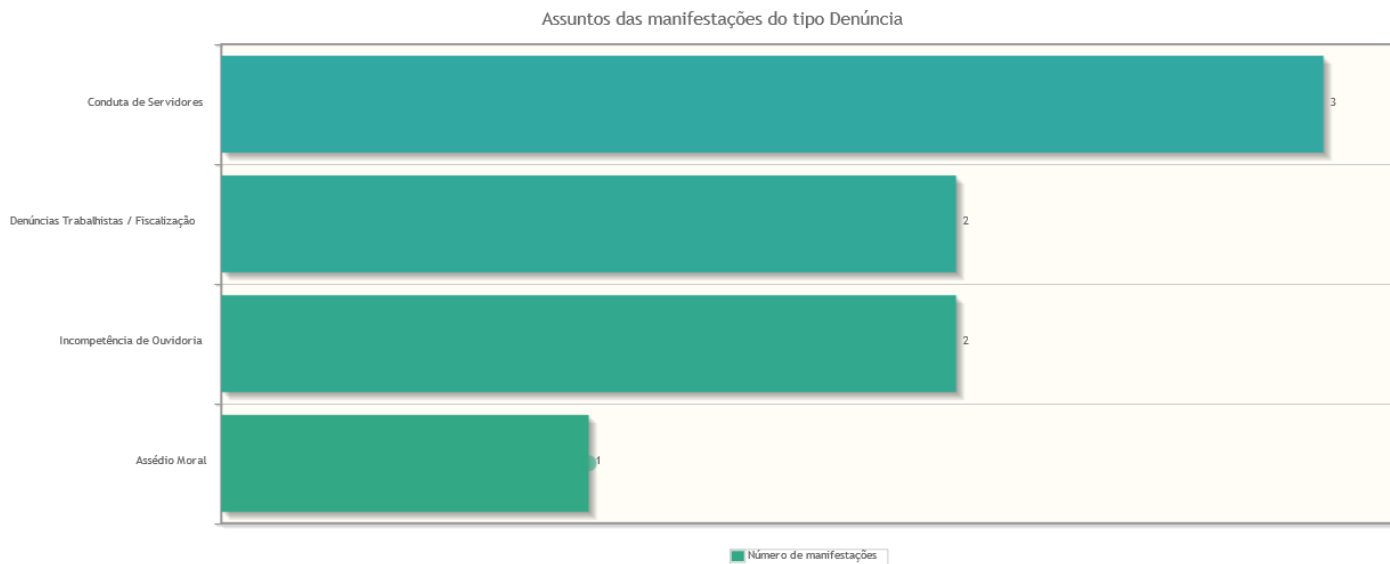 Assuntos das manifestações do tipo Denúncia
Conduta de Servidores
3
Denúncias Trabalhistas / Fiscalização
2
Incompetência de Ouvidoria
2
Assédio Moral
1
Número de manifestações